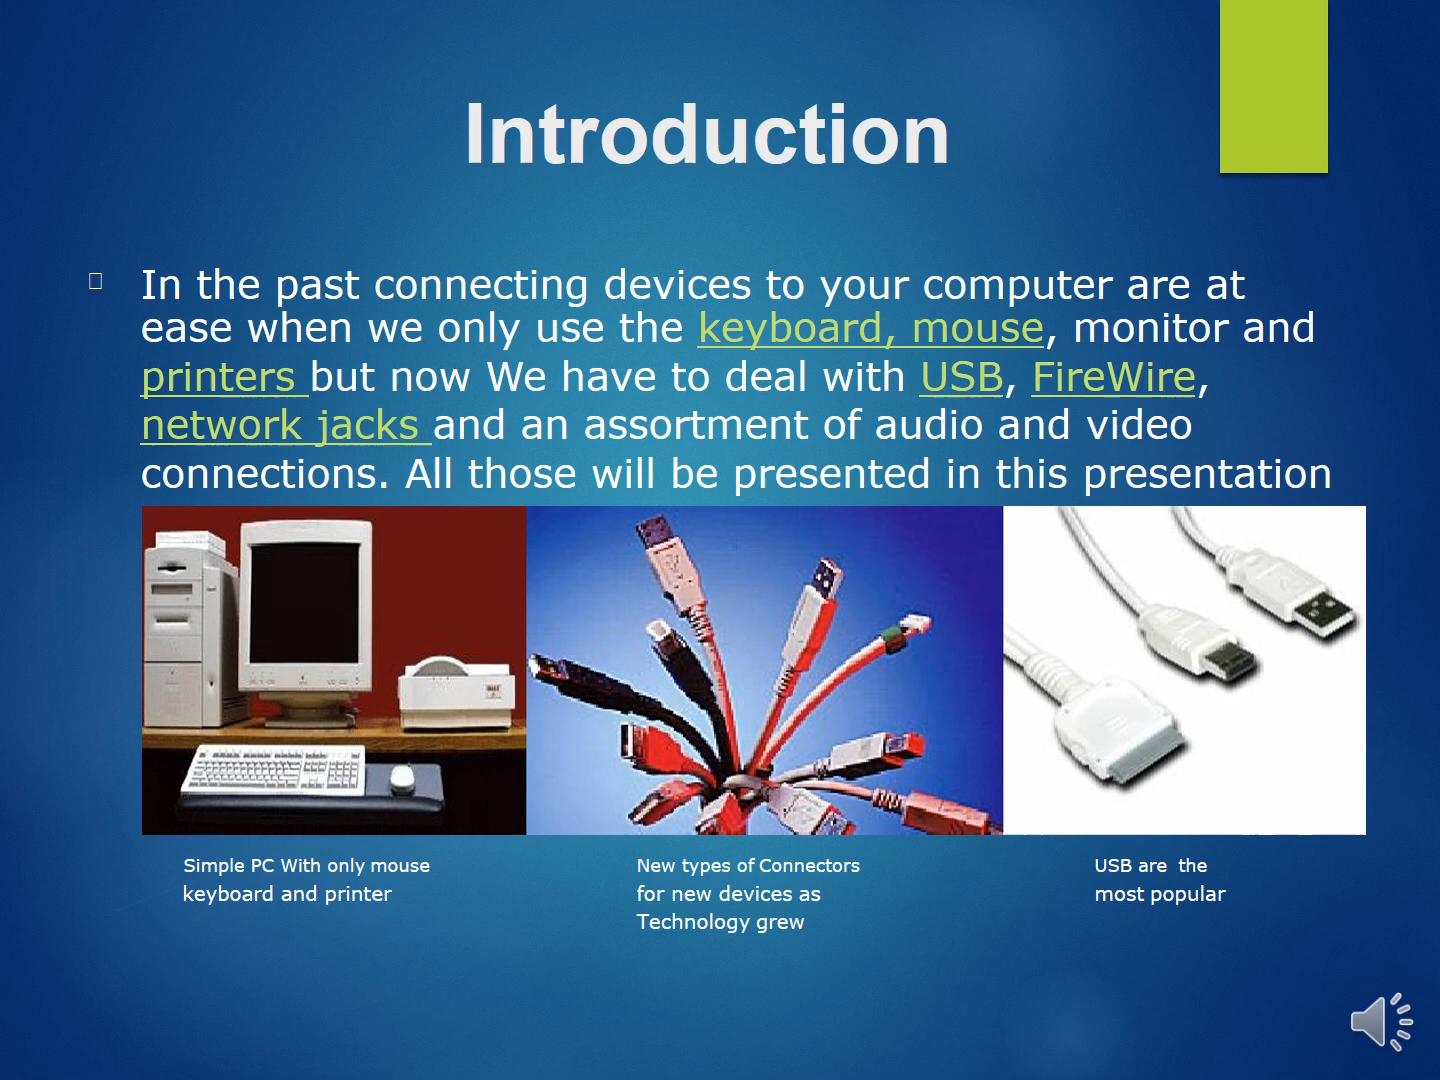 Introduction
In the past connecting devices to your computer are at
ease when we only use the keyboard, mouse, monitor and
printers but now We have to deal with USB, FireWire,
network jacks and an assortment of audio and video
connections. All those will be presented in this presentation
Simple PC With only mouse
keyboard and printer
New types of Connectors
for new devices as
Technology grew
USB are the
most popular